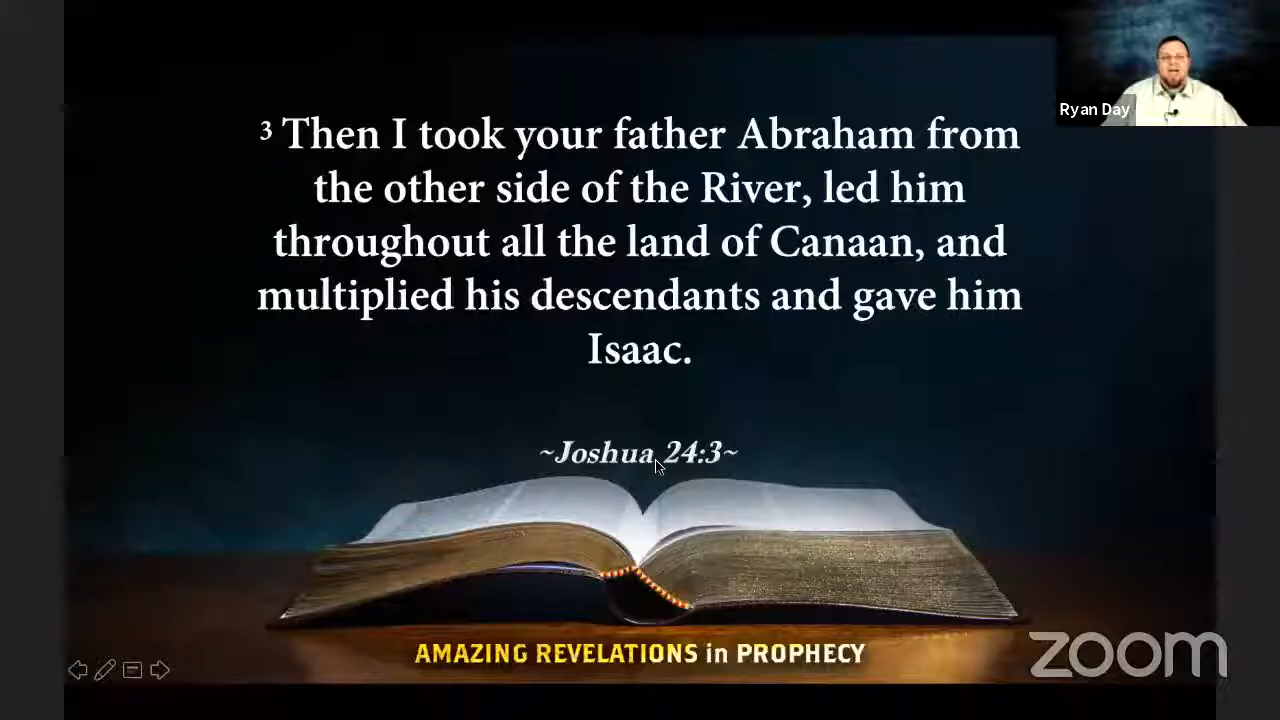 Ryan Day
3 Then I took your father Abraham from
the other side of the River, led him
throughout all the land of Canaan, and
multiplied his descendants and gave him
Isaac.
~Joshua 24:3~
AMAZING REVELATIONS in PROPHECY
zoom